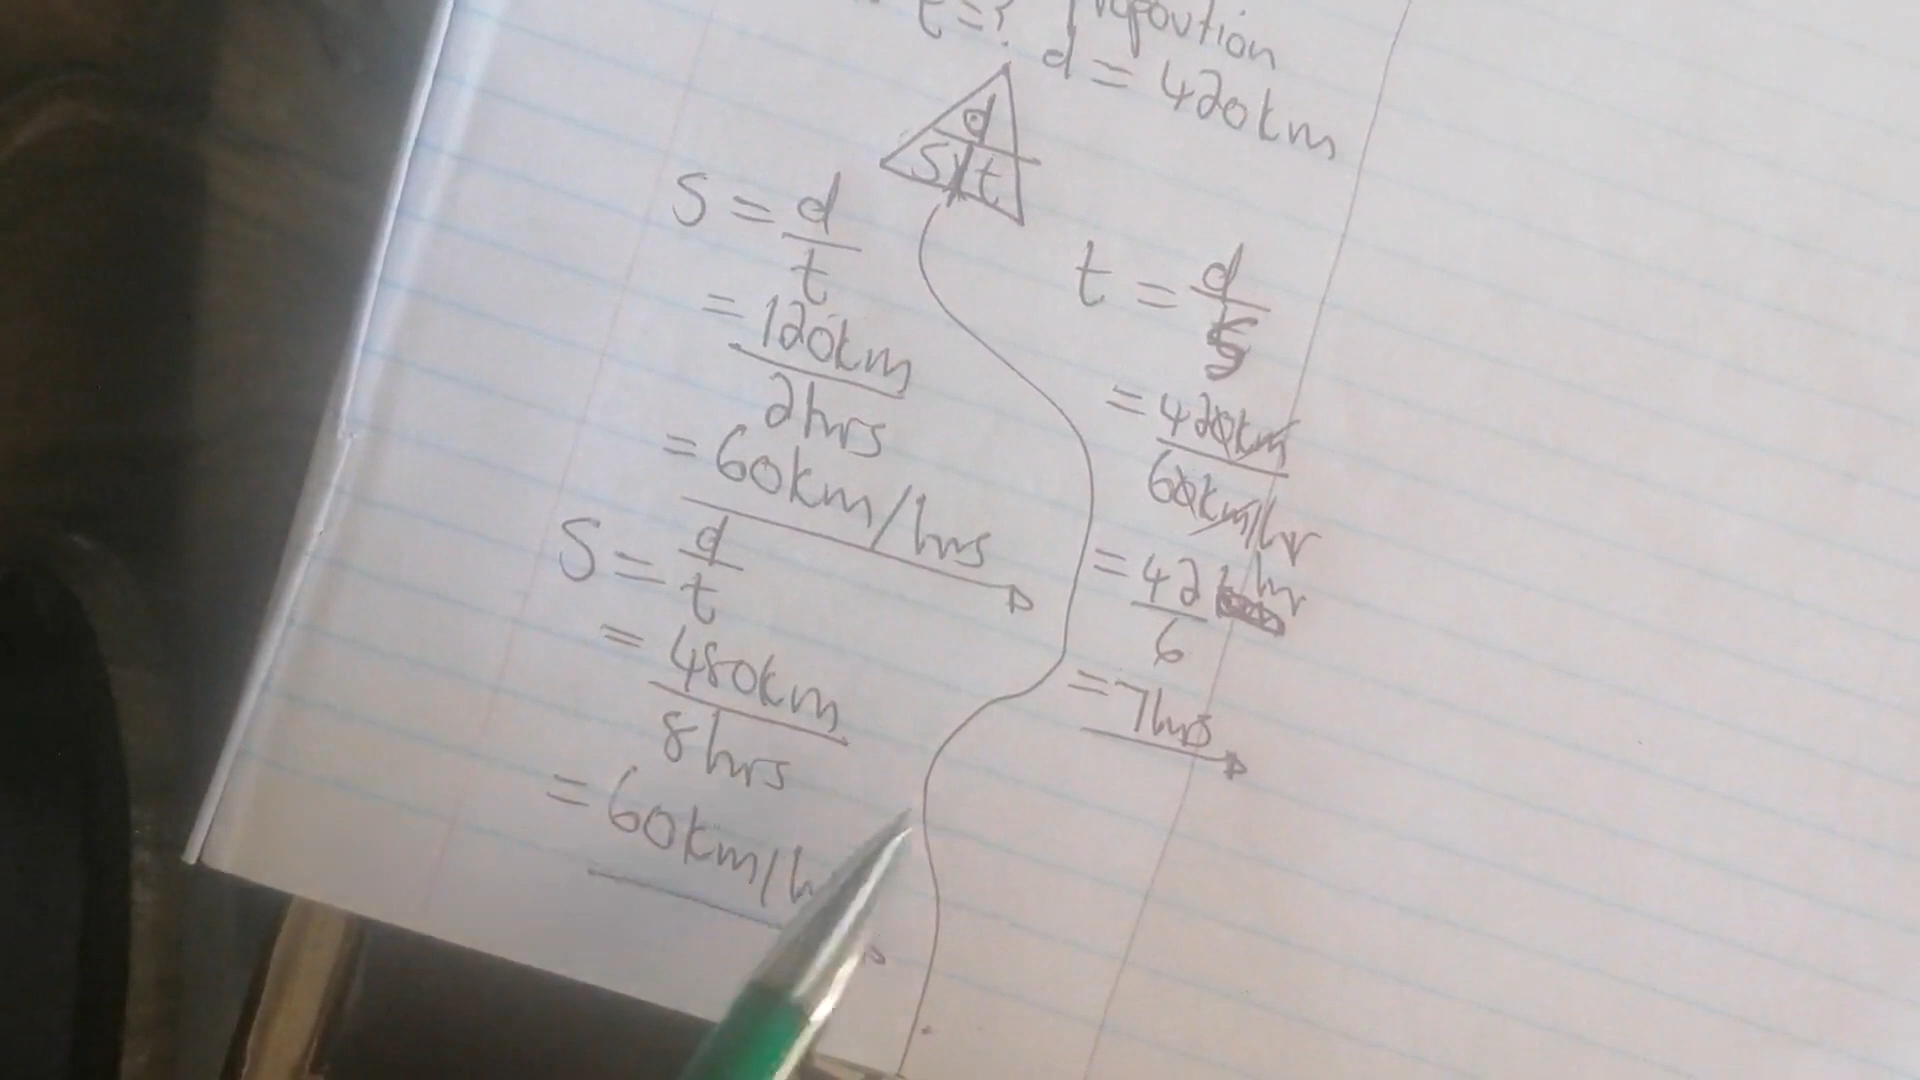 t=? Proportion
d = 420km
d
S t
S = d
t
= 120km
2hrs
= 60km/hrs
S = d
t
= 480km
8hrs
= 60km/h
t = d
s
= 420km
60km/hr
= 42 hr
6
= 7hrs